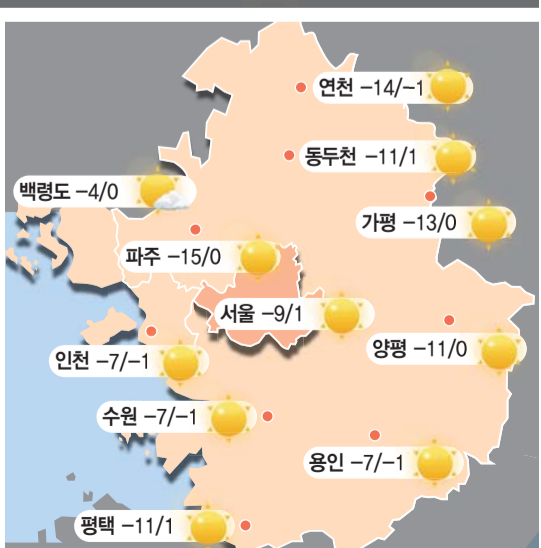 연천 -14/-1
동두천 -11/1
백령도 -4/0
가평 -13/0
파주 -15/0
서울 -9/1
양평 -11/0
인천 -7/-1
수원 -7/-1
용인 -7/-1
평택 -11/1